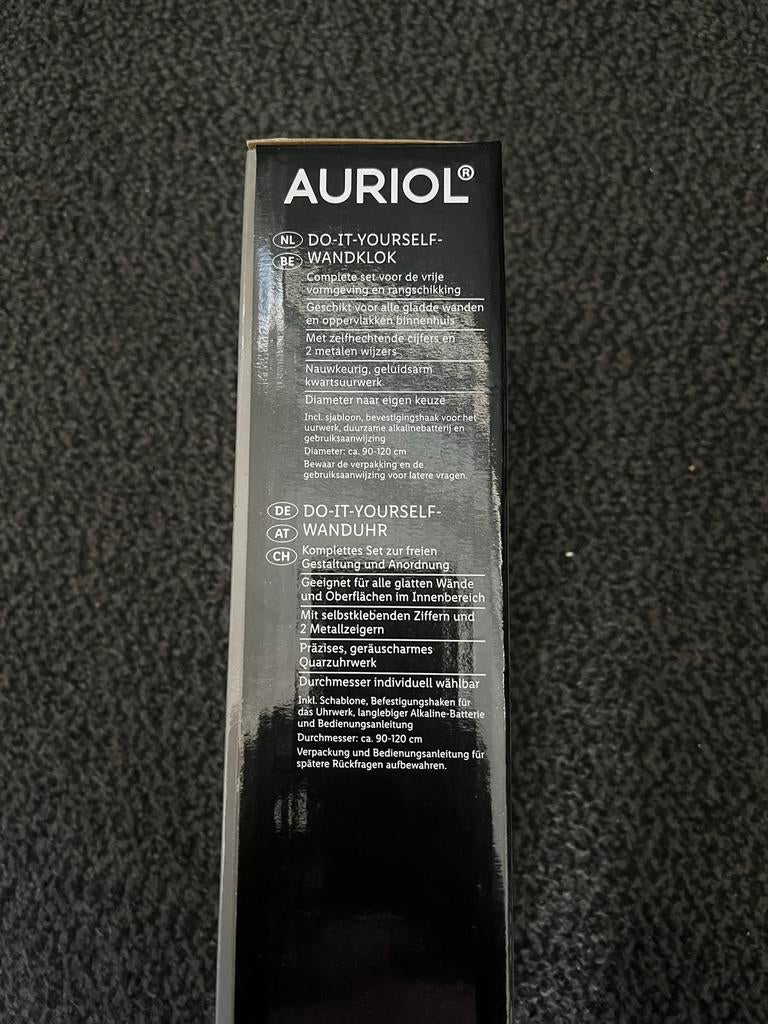 AURIOL®
NL DO-IT-YOURSELF-
BE WANDKLOK
Complete set voor de vrije
vormgeving en rangschikking
Geschikt voor alle gladde wanden
en oppervlakken binnenhuis
Met zelfhechtende cijfers en
2 metalen wijzers
Nauwkeurig, geluidsarm
kwartsuurwerk
Diameter naar eigen keuze
Incl. sjabloon, bevestigingshaak voor het
uurwerk, duurzame alkalinebatterij en
gebruiksaanwijzing
Diameter: ca. 90-120 cm
Bewaar de verpakking en de
gebruiksaanwijzing voor latere vragen.
DE DO-IT-YOURSELF-
AT WANDUHR
CH Komplettes Set zur freien
Gestaltung und Anordnung
Geeignet für alle glatten Wände
und Oberflächen im Innenbereich
Mit selbstklebenden Ziffern und
2 Metallzeigern
Präzises, geräuscharmes
Quarzuhrwerk
Durchmesser individuell wählbar
Inkl. Schablone, Befestigungshaken für
das Uhrwerk, langlebiger Alkaline-Batterie
und Bedienungsanleitung
Durchmesser: ca. 90-120 cm
Verpackung und Bedienungsanleitung für
spätere Rückfragen aufbewahren.